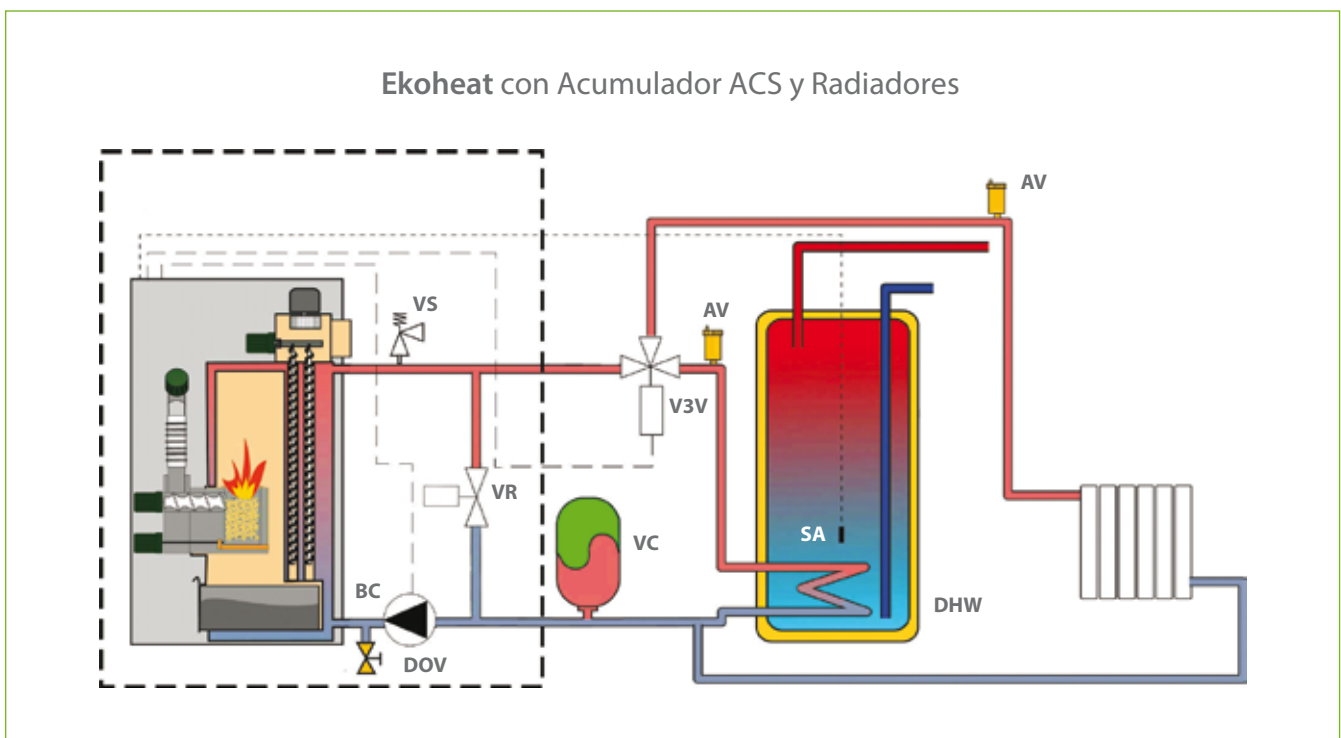 Ekoheat con Acumulador ACS y Radiadores
AV
VS
AV
V3V
VR
VC
SA
BC
DHW
DOV